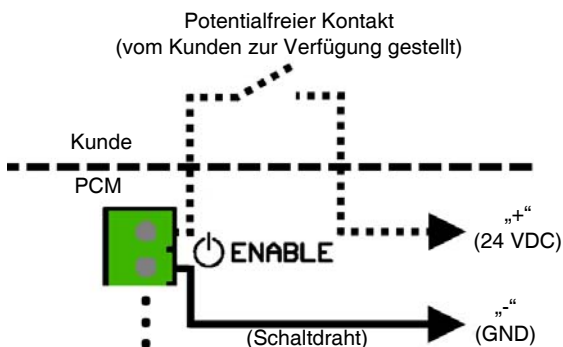 Potentialfreier Kontakt
(vom Kunden zur Verfügung gestellt)
Kunde
PCM
ENABLE
„+“
(24 VDC)
(Schaltdraht)
„-“
(GND)